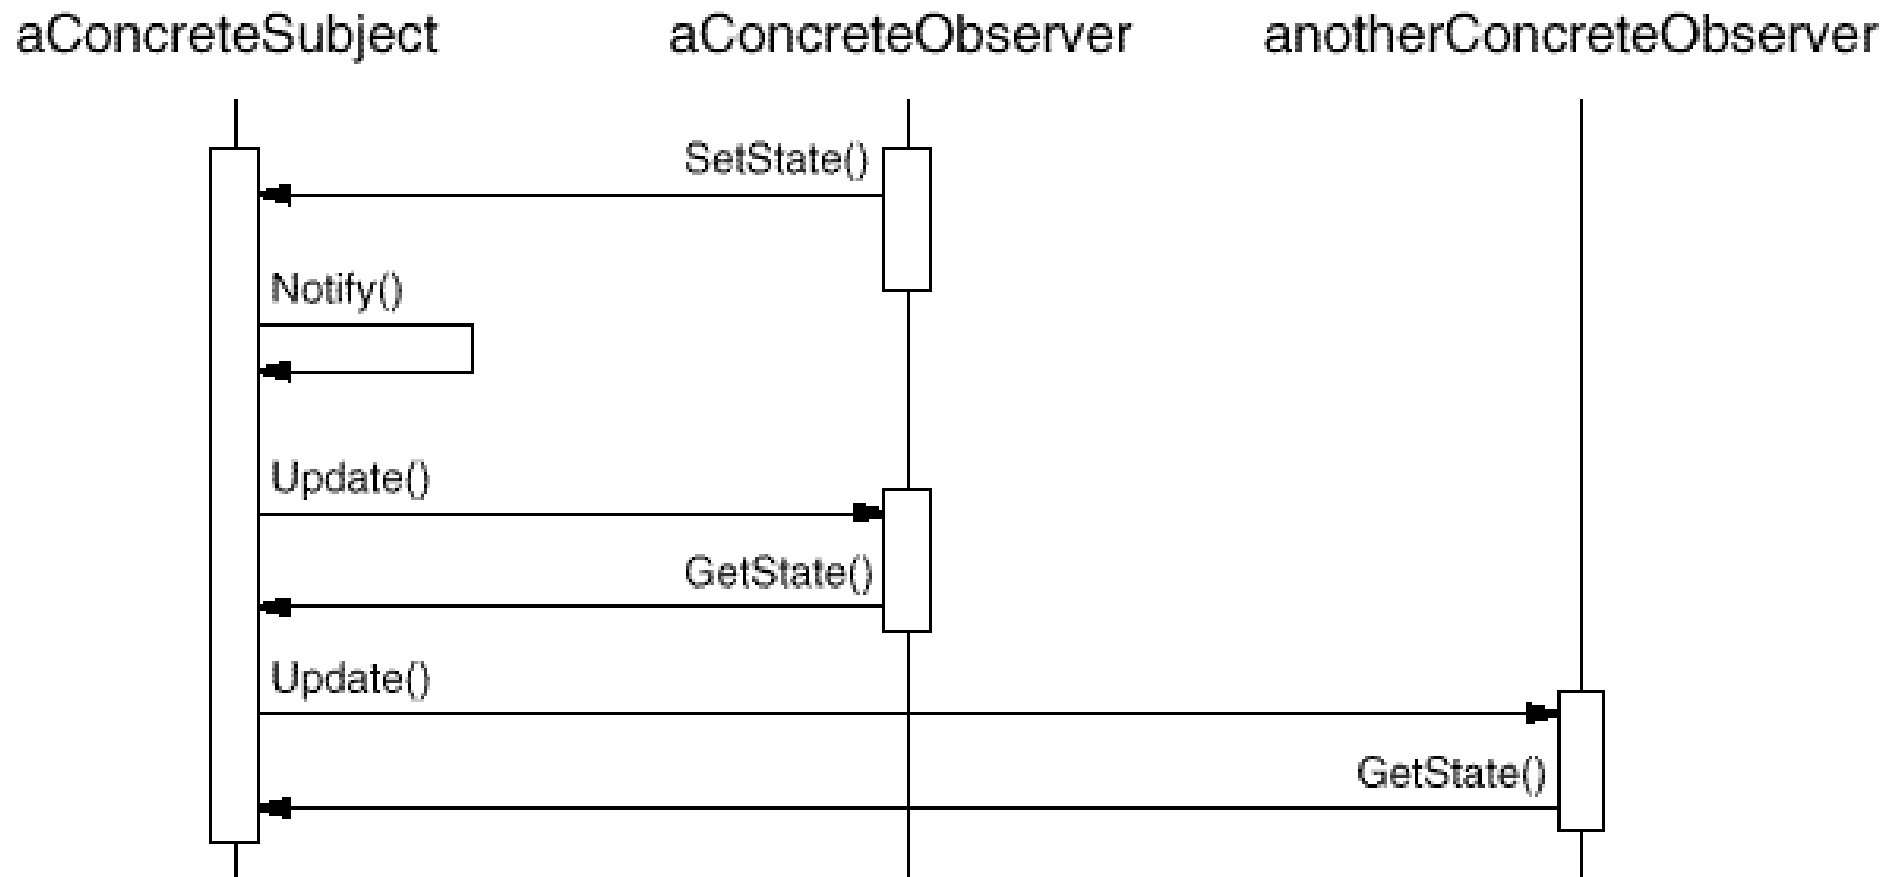 aConcreteSubject
aConcreteObserver
anotherConcreteObserver
SetState()
Notify()
Update()
GetState()
Update()
GetState()